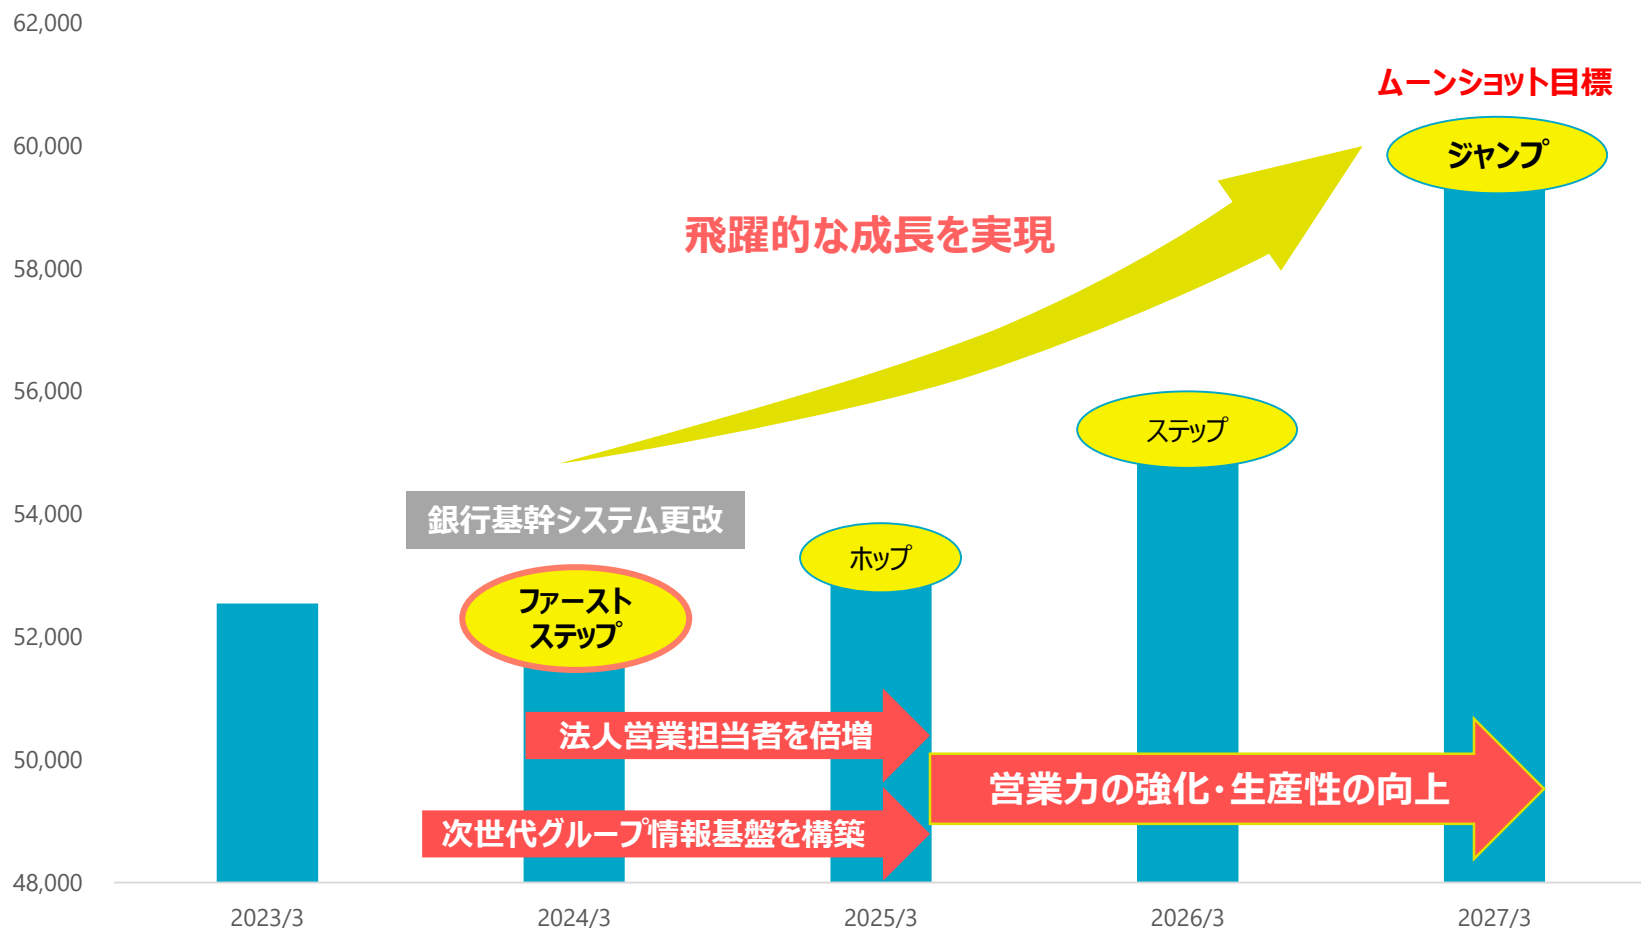 62,000
ムーンショット目標
60,000
ジャンプ
飛躍的な成長を実現
58,000
56,000
ステップ
54,000
銀行基幹システム更改
ホップ
ファースト
ステップ
52,000
法人営業担当者を倍増
50,000
営業力の強化・生産性の向上
次世代グループ情報基盤を構築
48,000
2023/3
2024/3
2025/3
2026/3
2027/3